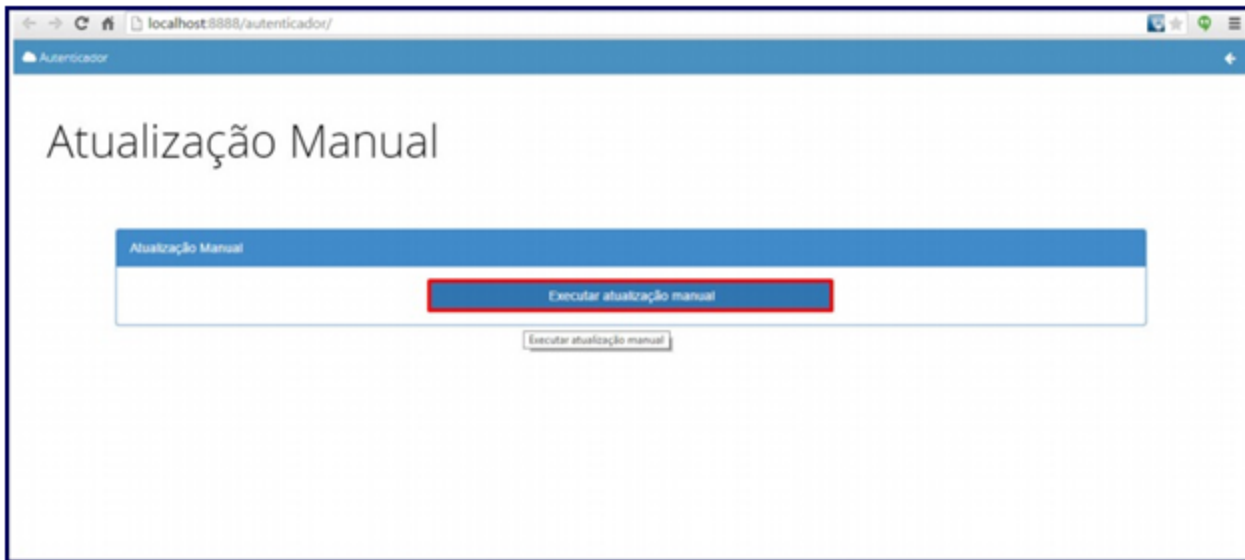 localhost:8888/autenticador/
Autenticador
Atualização Manual
Atualização Manual
Executar atualização manual
Executar atualização manual